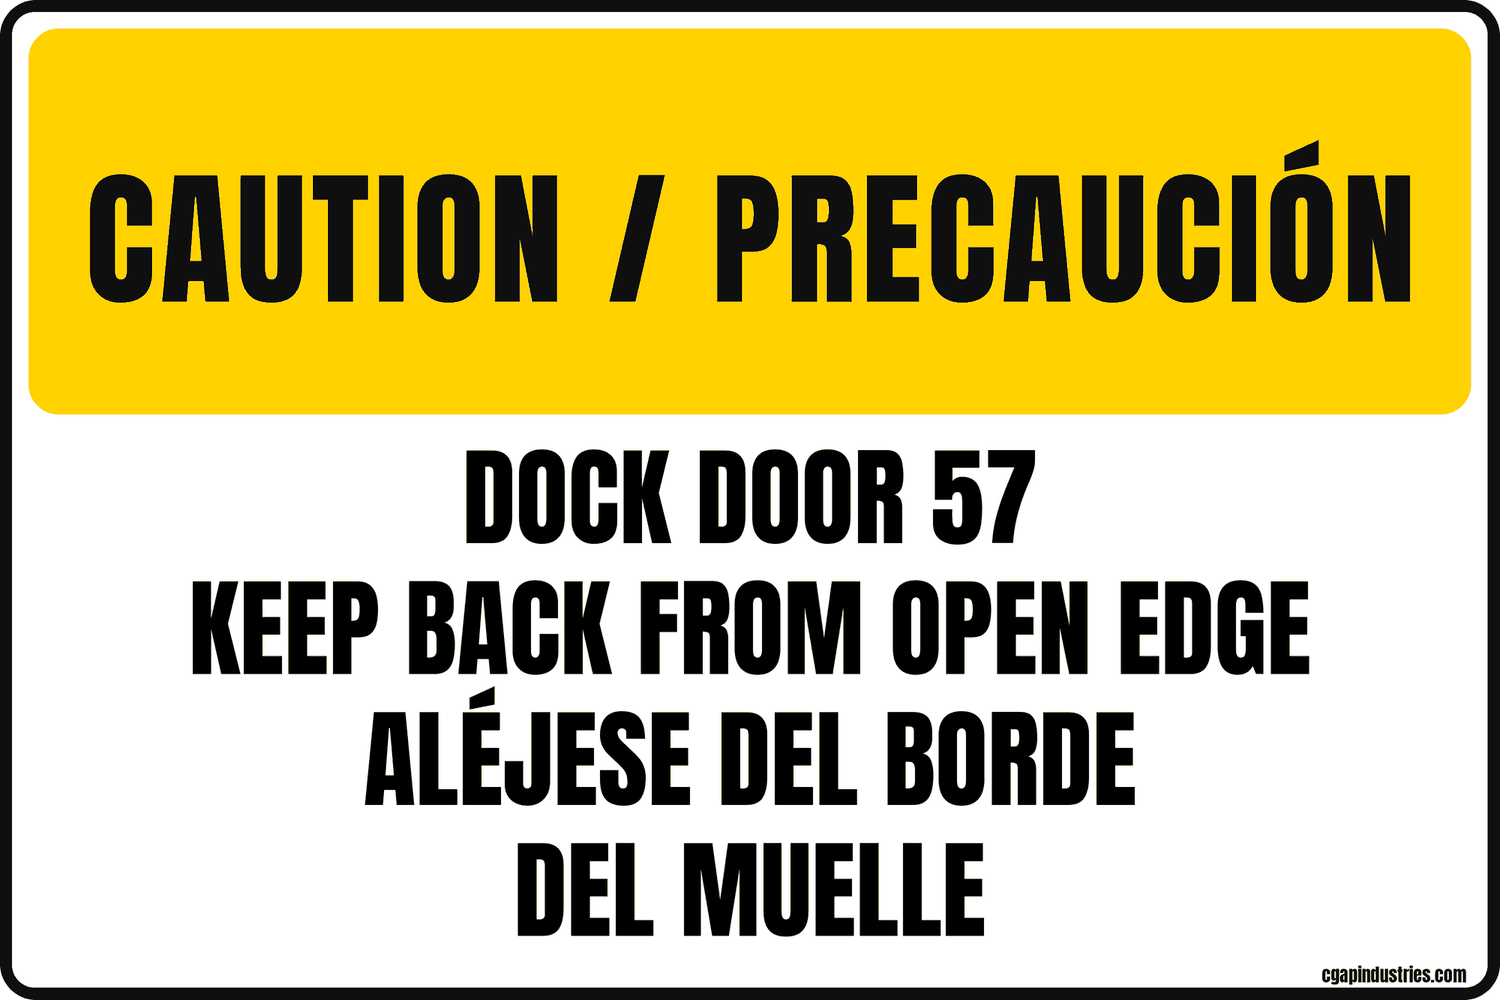 CAUTION / PRECAUCIÓN
DOCK DOOR 57
KEEP BACK FROM OPEN EDGE
ALÉJESE DEL BORDE
DEL MUELLE
cgapindustries.com